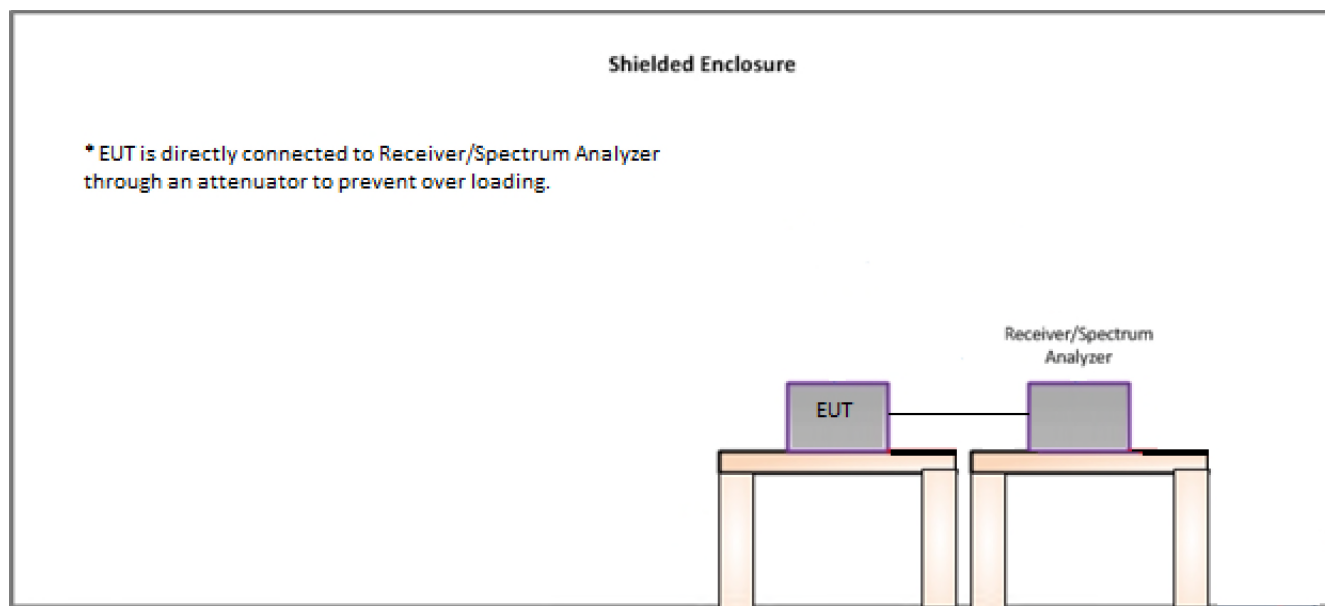 Shielded Enclosure
* EUT is directly connected to Receiver/Spectrum Analyzer
through an attenuator to prevent over loading.
Receiver/Spectrum
Analyzer
EUT